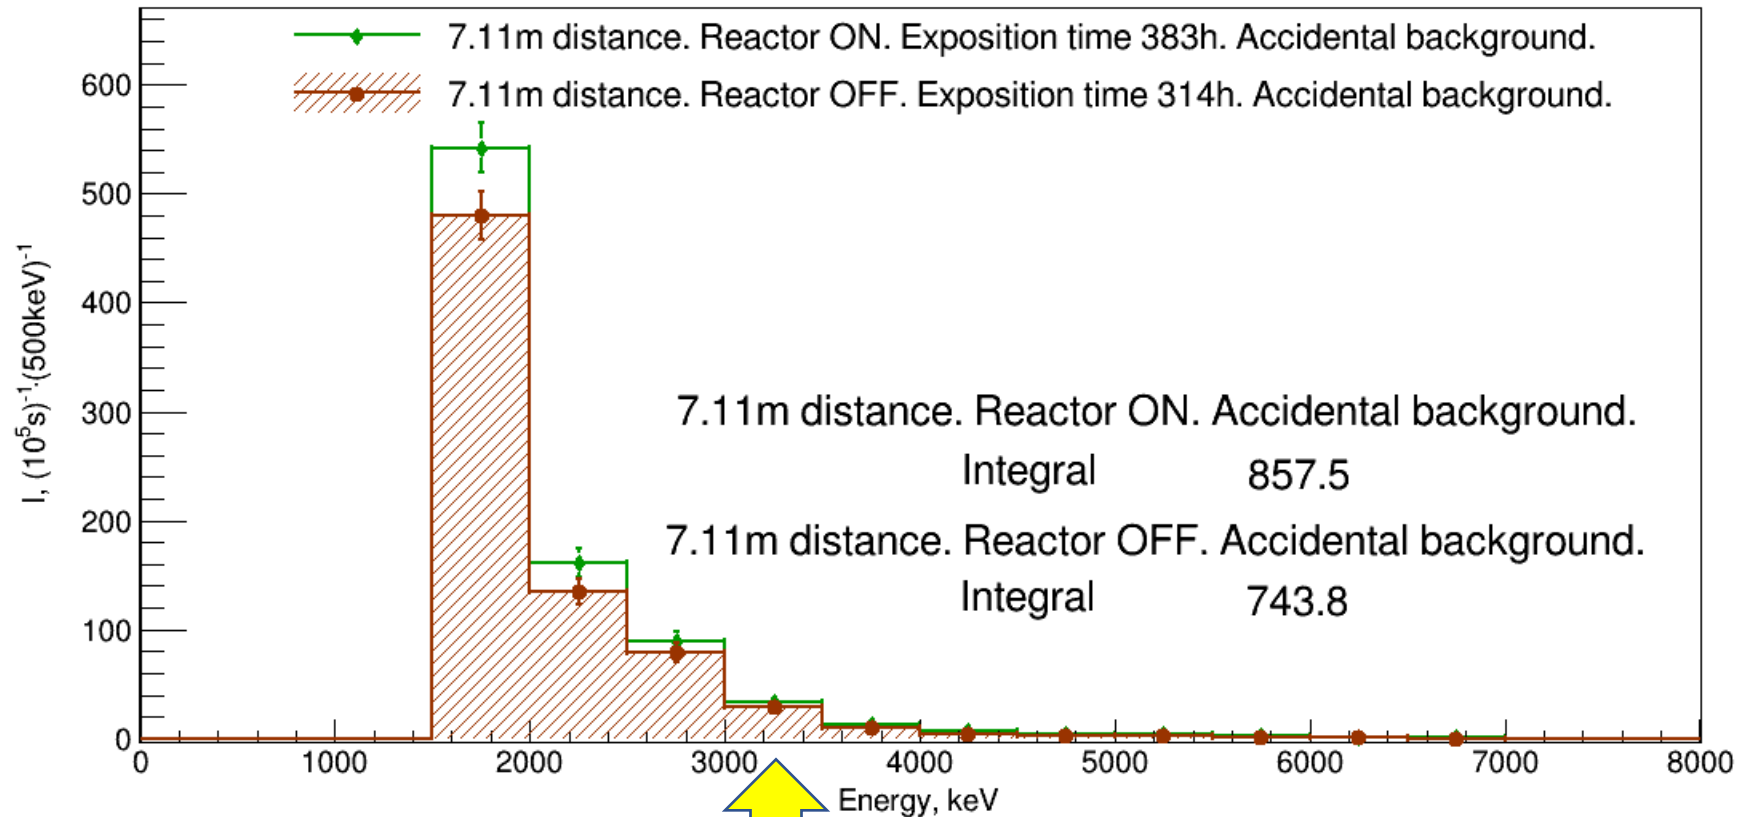 7.11m distance. Reactor ON. Exposition time 383h. Accidental background.
7.11m distance. Reactor OFF. Exposition time 314h. Accidental background.
600
500
400
300
200
100
0
I, (10⁵s)⁻¹·(500keV)⁻¹
7.11m distance. Reactor ON. Accidental background.
Integral 857.5
7.11m distance. Reactor OFF. Accidental background.
Integral 743.8
0 1000 2000 3000 4000 5000 6000 7000 8000
Energy, keV